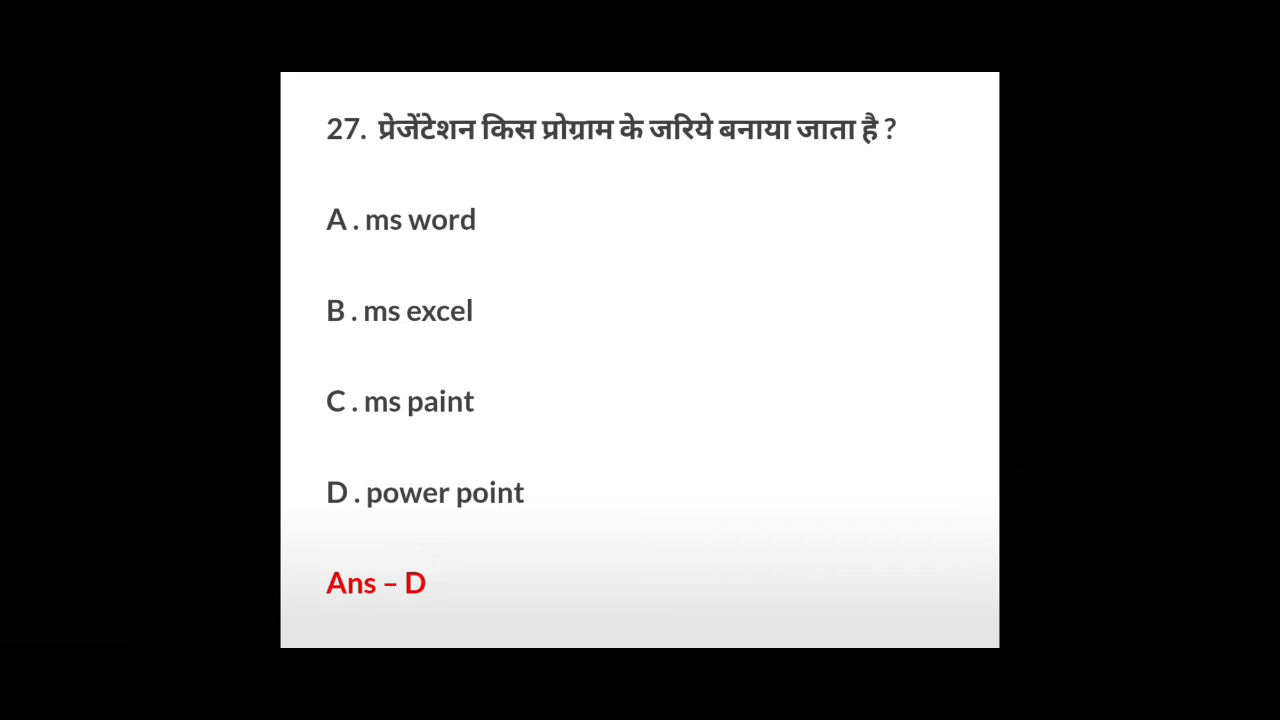 27. प्रेजेंटेशन किस प्रोग्राम के जरिये बनाया जाता है ?
A . ms word
B . ms excel
C . ms paint
D . power point
Ans – D